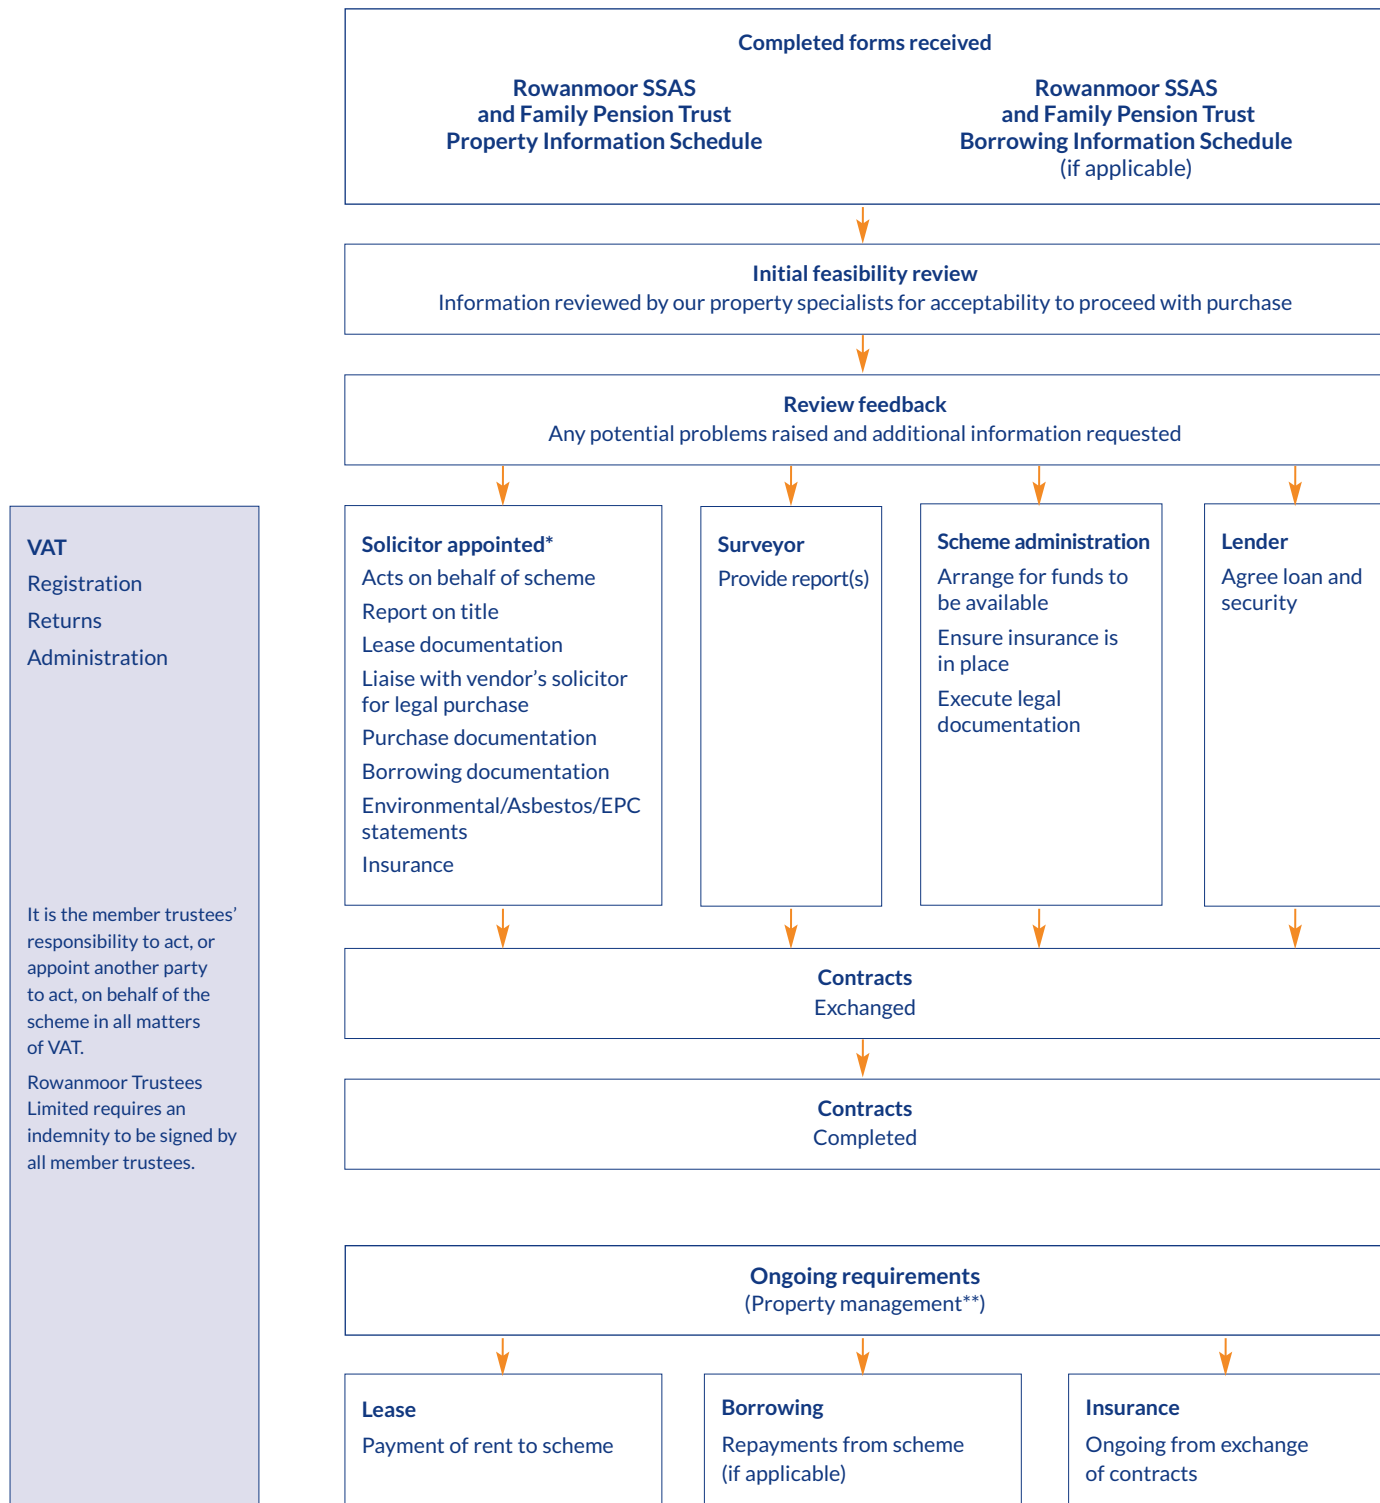 Completed forms received
Rowanmoor SSAS
and Family Pension Trust
Property Information Schedule
Rowanmoor SSAS
and Family Pension Trust
Borrowing Information Schedule
(if applicable)
Initial feasibility review
Information reviewed by our property specialists for acceptability to proceed with purchase
Review feedback
Any potential problems raised and additional information requested
VAT
Registration
Returns
Administration
It is the member trustees’
responsibility to act, or
appoint another party
to act, on behalf of the
scheme in all matters
of VAT.
Rowanmoor Trustees
Limited requires an
indemnity to be signed by
all member trustees.
Solicitor appointed*
Acts on behalf of scheme
Report on title
Lease documentation
Liaise with vendor’s solicitor
for legal purchase
Purchase documentation
Borrowing documentation
Environmental/Asbestos/EPC
statements
Insurance
Surveyor
Provide report(s)
Scheme administration
Arrange for funds to
be available
Ensure insurance is
in place
Execute legal
documentation
Lender
Agree loan and
security
Contracts
Exchanged
Contracts
Completed
Ongoing requirements
(Property management**)
Lease
Payment of rent to scheme
Borrowing
Repayments from scheme
(if applicable)
Insurance
Ongoing from exchange
of contracts